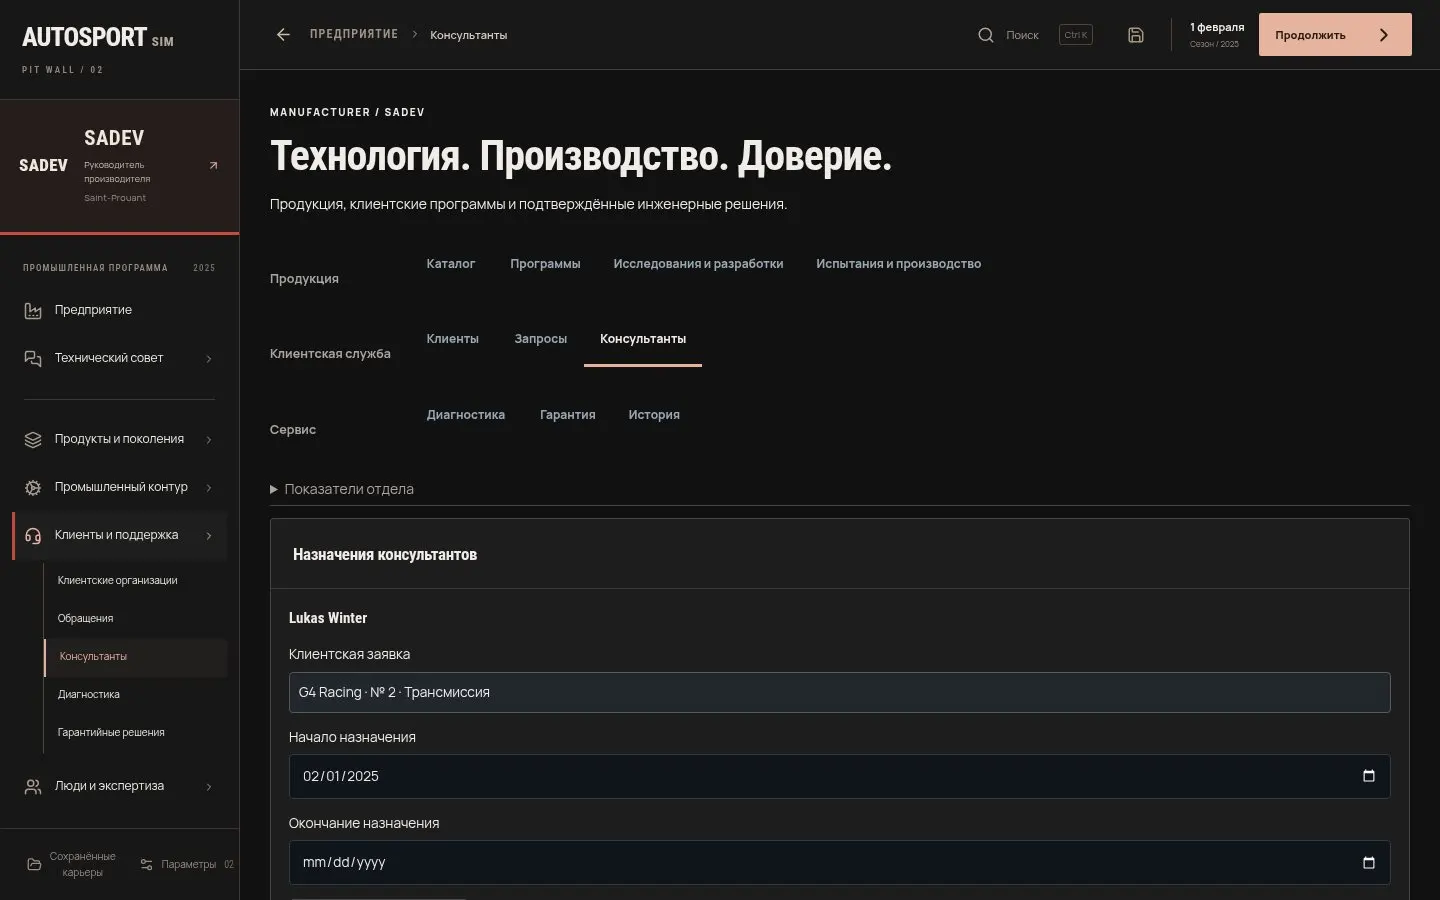 AUTOSPORT SIM
PIT WALL / 02
SADEV
SADEV
Руководитель
производителя
Saint-Prouant
ПРОМЫШЛЕННАЯ ПРОГРАММА 2025
Предприятие
Технический совет
Продукты и поколения
Промышленный контур
Клиенты и поддержка
Клиентские организации
Обращения
Консультанты
Диагностика
Гарантийные решения
Люди и экспертиза
Сохранённые
карьеры
Параметры 02
ПРЕДПРИЯТИЕ Консультанты
Поиск Ctrl K
1 февраля
Сезон / 2025
Продолжить
MANUFACTURER / SADEV
Технология. Производство. Доверие.
Продукция, клиентские программы и подтверждённые инженерные решения.
Продукция
Каталог Программы Исследования и разработки Испытания и производство
Клиентская служба
Клиенты Запросы Консультанты
Сервис
Диагностика Гарантия История
Показатели отдела
Назначения консультантов
Lukas Winter
Клиентская заявка
G4 Racing · № 2 · Трансмиссия
Начало назначения
02/01/2025
Окончание назначения
mm/dd/yyyy